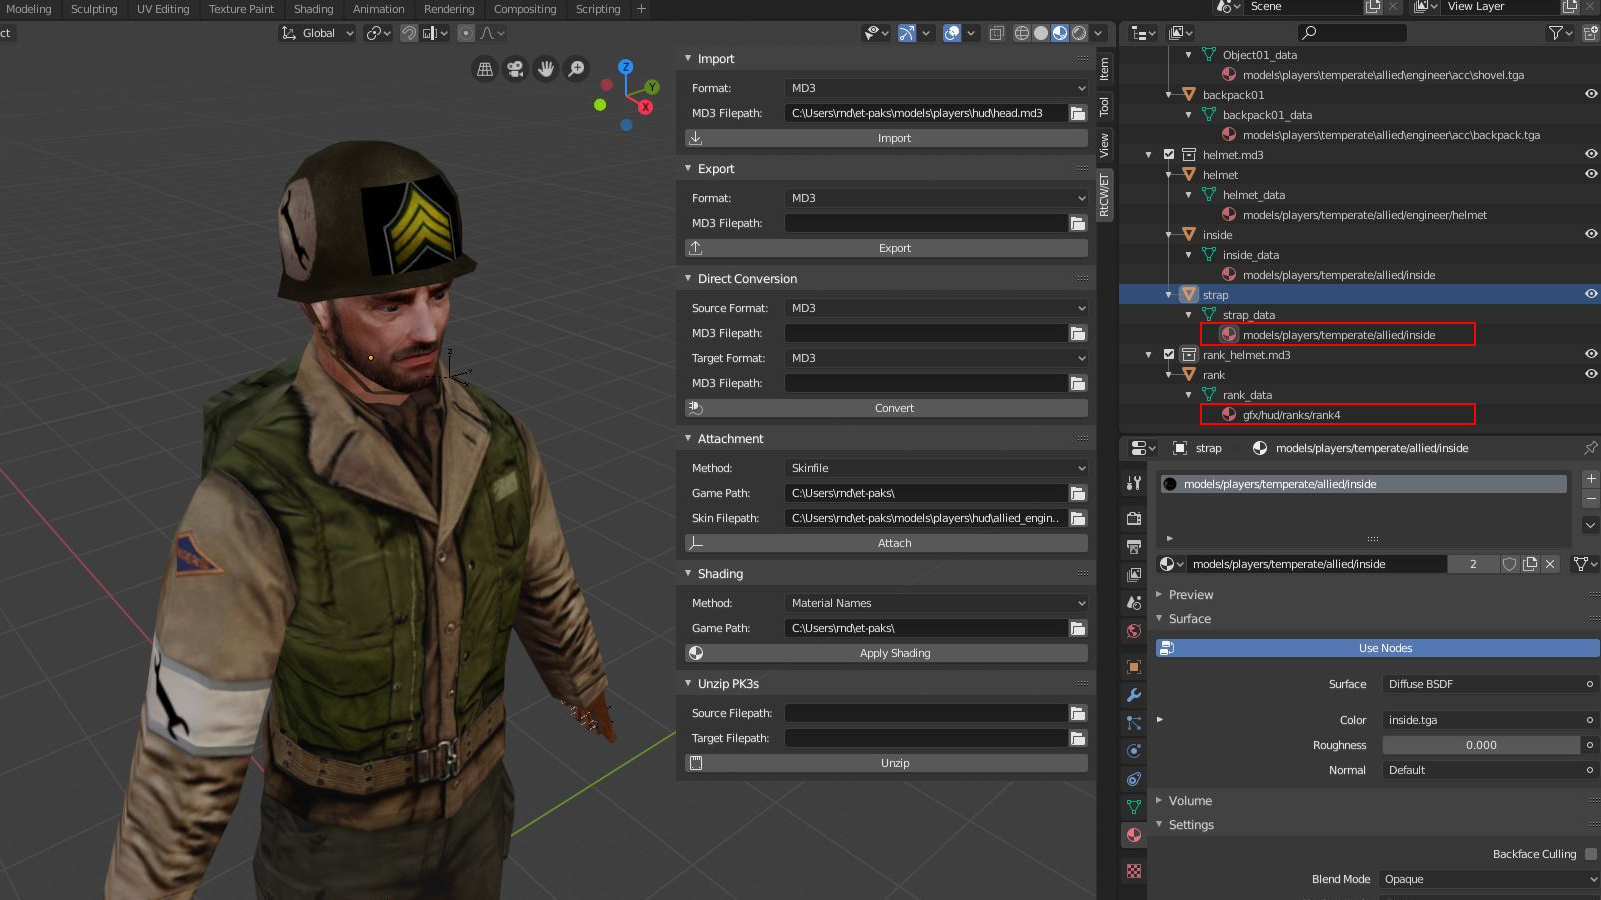 Modeling Sculpting UV Editing Texture Paint Shading Animation Rendering Compositing Scripting +
Scene
View Layer
ct
Global
Z
Y
X
z
Item
Tool
View
RtCW/ET
Import
Format: MD3
MD3 Filepath: C:\Users\rnd\et-paks\models\players\hud\head.md3
Import
Export
Format: MD3
MD3 Filepath:
Export
Direct Conversion
Source Format: MD3
MD3 Filepath:
Target Format: MD3
MD3 Filepath:
Convert
Attachment
Method: Skinfile
Game Path: C:\Users\rnd\et-paks\
Skin Filepath: C:\Users\rnd\et-paks\models\players\hud\allied_engin..
Attach
Shading
Method: Material Names
Game Path: C:\Users\rnd\et-paks\
Apply Shading
Unzip PK3s
Source Filepath:
Target Filepath:
Unzip
Object01_data
models\players\temperate\allied\engineer\acc\shovel.tga
backpack01
backpack01_data
models\players\temperate\allied\engineer\acc\backpack.tga
helmet.md3
helmet
helmet_data
models/players/temperate/allied/engineer/helmet
inside
inside_data
models/players/temperate/allied/inside
strap
strap_data
models/players/temperate/allied/inside
rank_helmet.md3
rank
rank_data
gfx/hud/ranks/rank4
strap models/players/temperate/allied/inside
models/players/temperate/allied/inside
models/players/temperate/allied/inside 2
Preview
Surface
Use Nodes
Surface Diffuse BSDF
Color inside.tga
Roughness 0.000
Normal Default
Volume
Settings
Backface Culling
Blend Mode Opaque